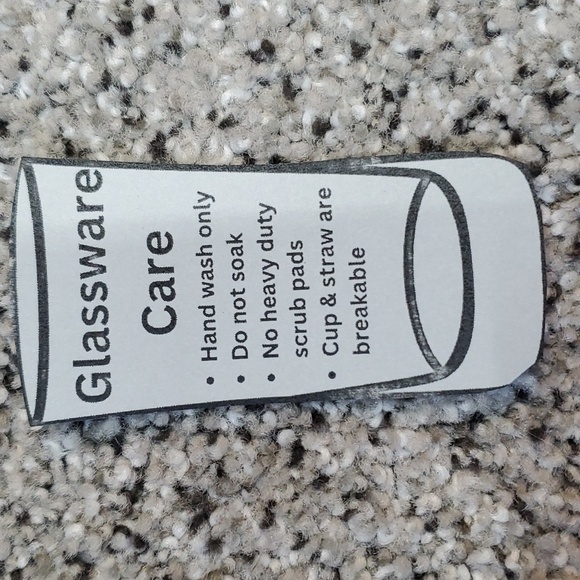 Glassware
Care
• Hand wash only
• Do not soak
• No heavy duty
scrub pads
• Cup & straw are
breakable